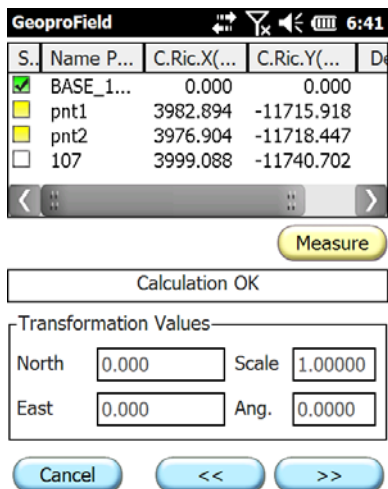 GeoproField 6:41
S.. Name P... C.Ric.X(... C.Ric.Y(... De
BASE_1... 0.000 0.000
pnt1 3982.894 -11715.918
pnt2 3976.904 -11718.447
107 3999.088 -11740.702
Measure
Calculation OK
Transformation Values
North 0.000 Scale 1.00000
East 0.000 Ang. 0.0000
Cancel << >>